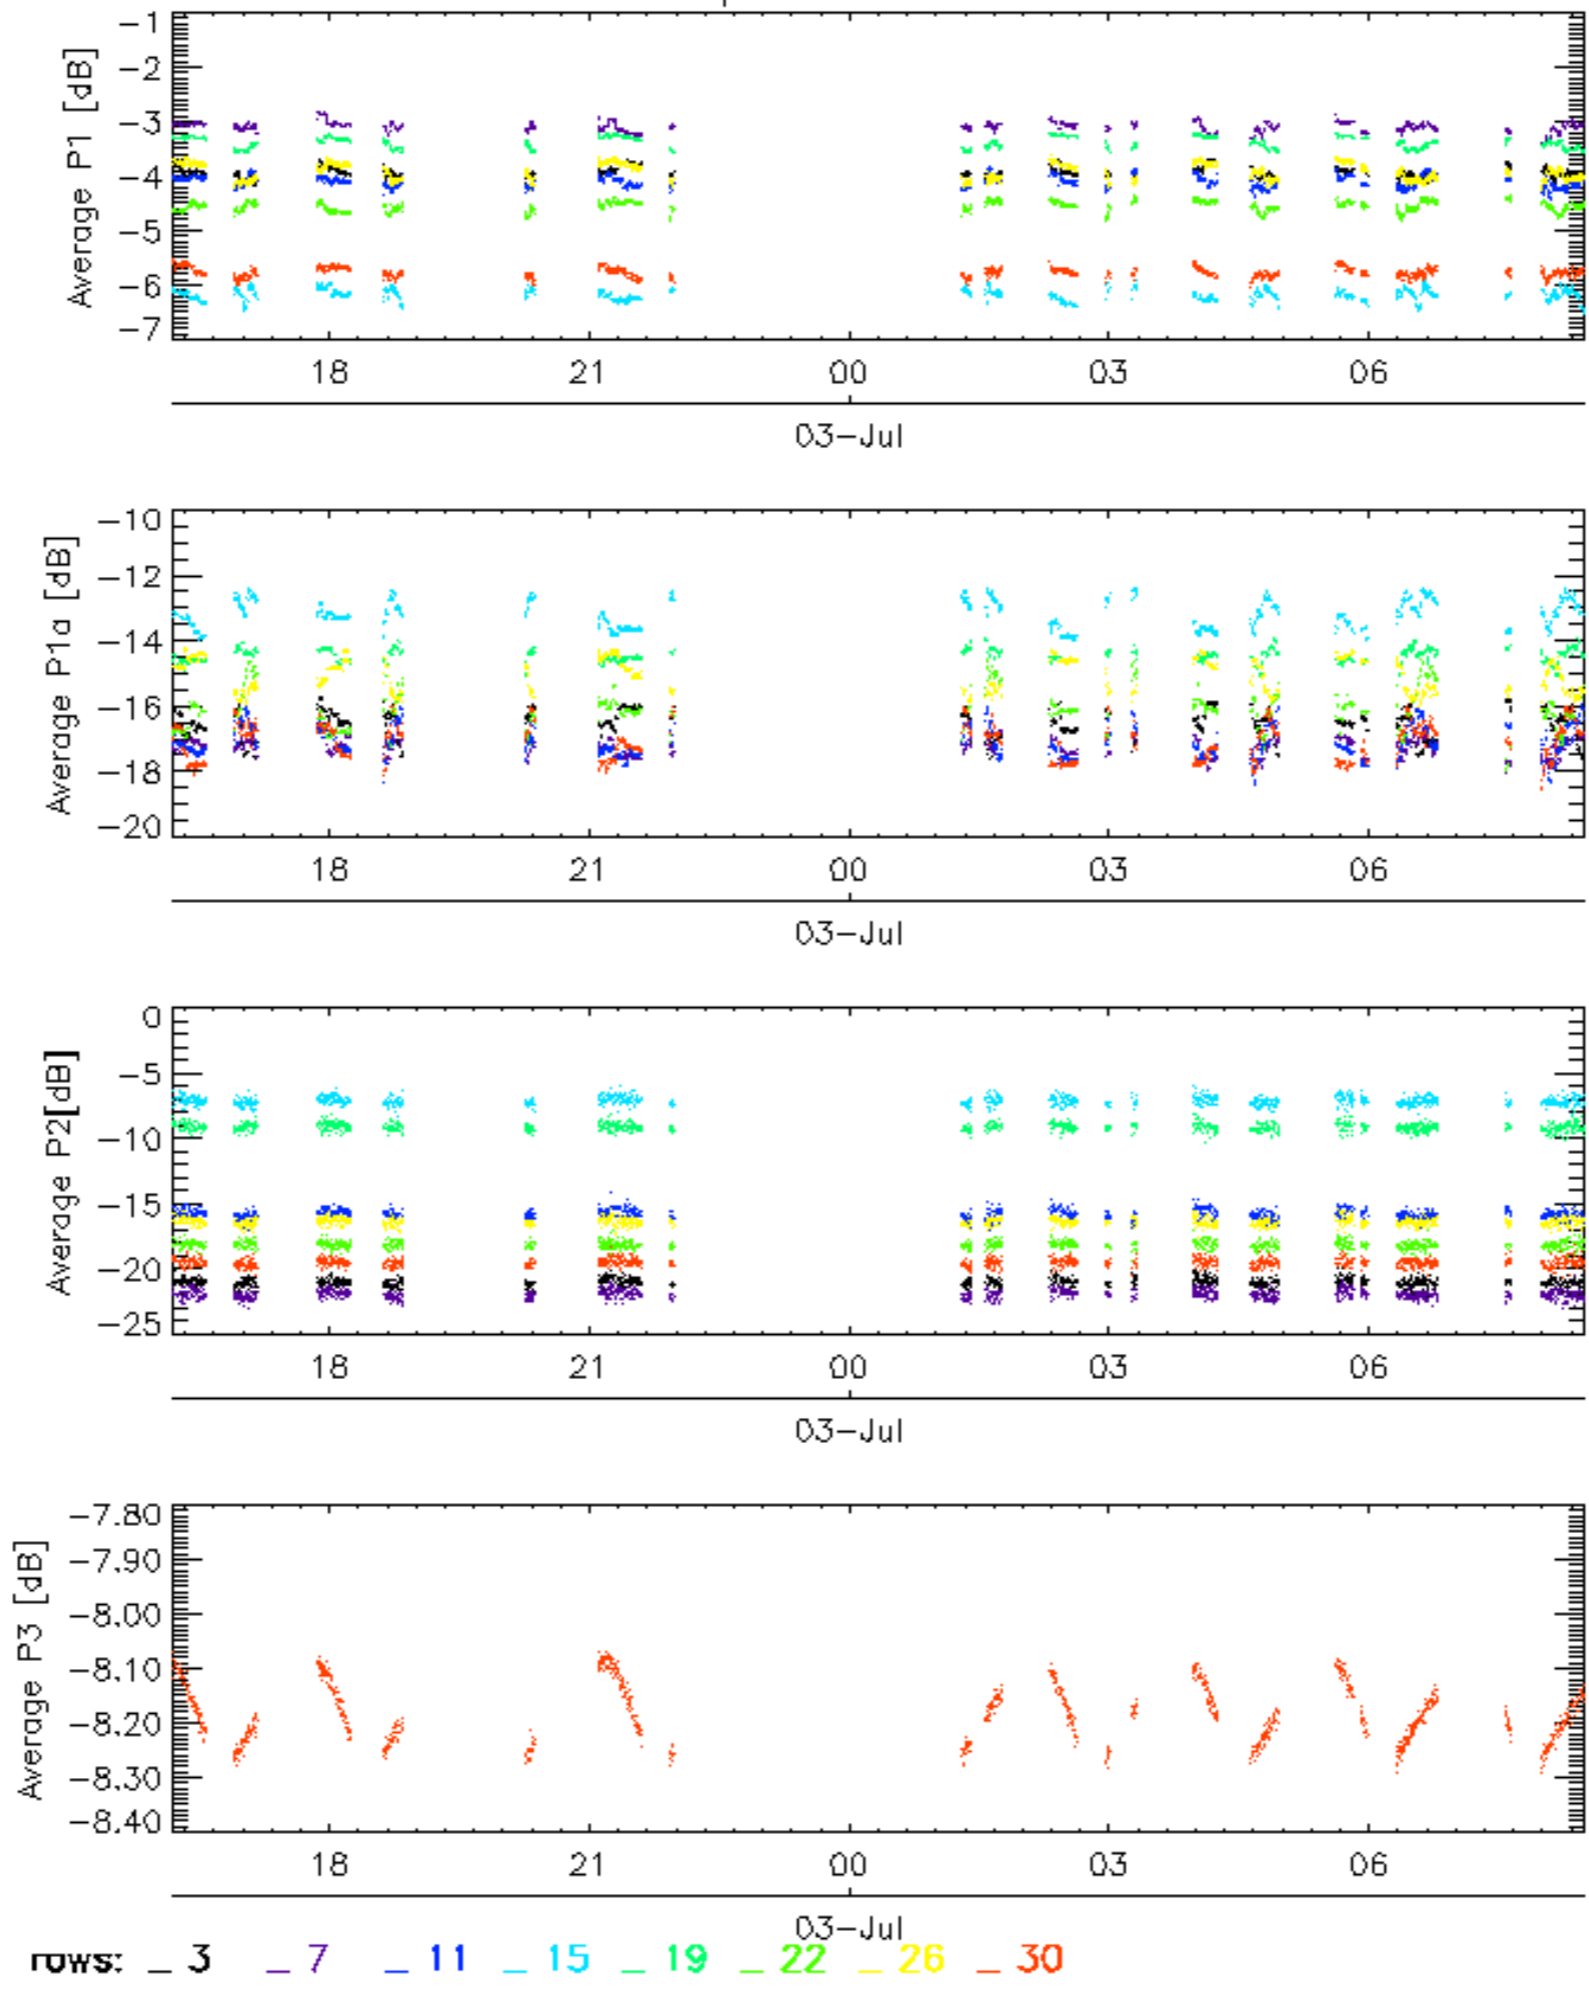 Average P1 [dB]
-1
-2
-3
-4
-5
-6
-7
18 21 00 03 06
03-Jul
Average P1a [dB]
-10
-12
-14
-16
-18
-20
18 21 00 03 06
03-Jul
Average P2[dB]
0
-5
-10
-15
-20
-25
18 21 00 03 06
03-Jul
Average P3 [dB]
-7.80
-7.90
-8.00
-8.10
-8.20
-8.30
-8.40
18 21 00 03 06
03-Jul
rows: _ 3 _ 7 _ 11 _ 15 _ 19 _ 22 _ 26 _ 30